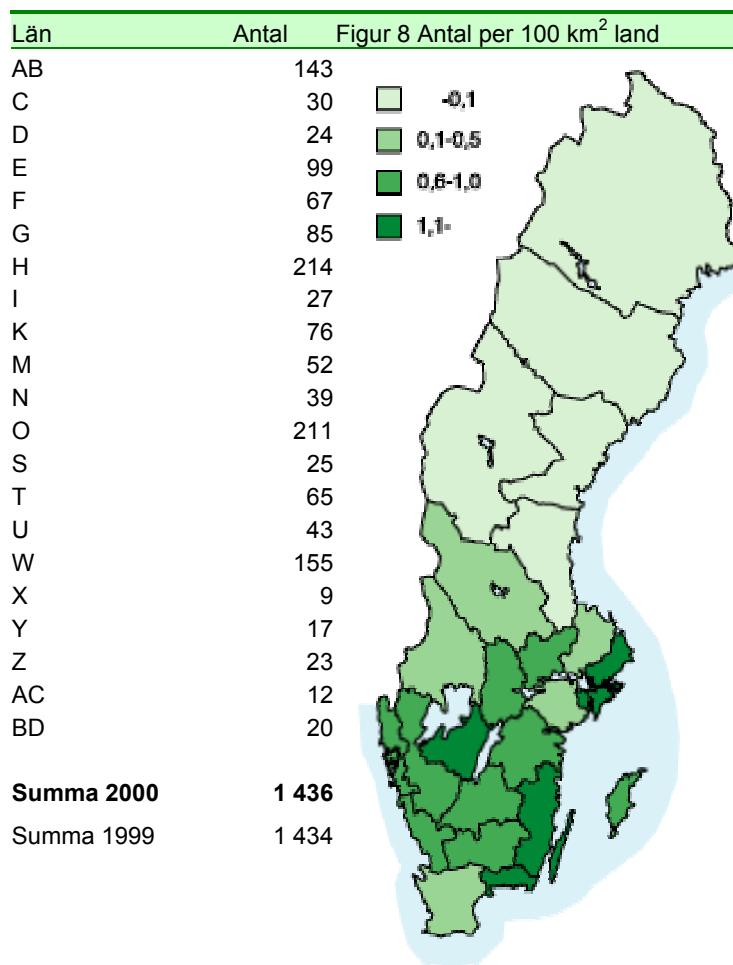 Län Antal Figur 8 Antal per 100 km² land
AB 143
C 30
D 24
E 99
F 67
G 85
H 214
I 27
K 76
M 52
N 39
O 211
S 25
T 65
U 43
W 155
X 9
Y 17
Z 23
AC 12
BD 20
Summa 2000 1 436
Summa 1999 1 434
-0,1
0,1-0,5
0,6-1,0
1,1-